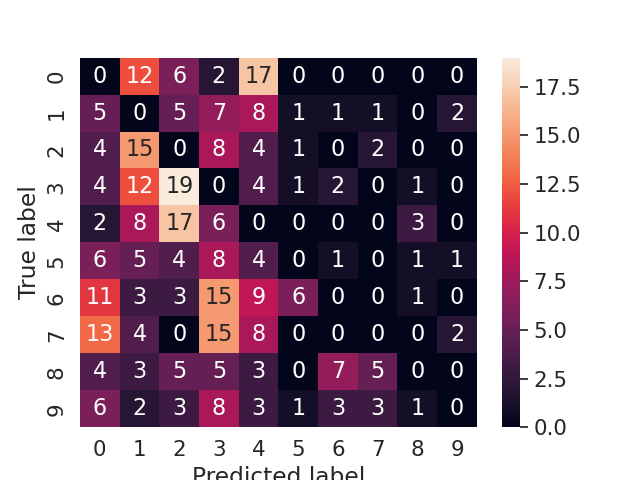 0 0 12 6 2 17 0 0 0 0 0
1 5 0 5 7 8 1 1 1 0 2
2 4 15 0 8 4 1 0 2 0 0
3 4 12 19 0 4 1 2 0 1 0
4 2 8 17 6 0 0 0 0 3 0
5 6 5 4 8 4 0 1 0 1 1
6 11 3 3 15 9 6 0 0 1 0
7 13 4 0 15 8 0 0 0 0 2
8 4 3 5 5 3 0 7 5 0 0
9 6 2 3 8 3 1 3 3 1 0
0 1 2 3 4 5 6 7 8 9
True label
Predicted label
17.5
15.0
12.5
10.0
7.5
5.0
2.5
0.0